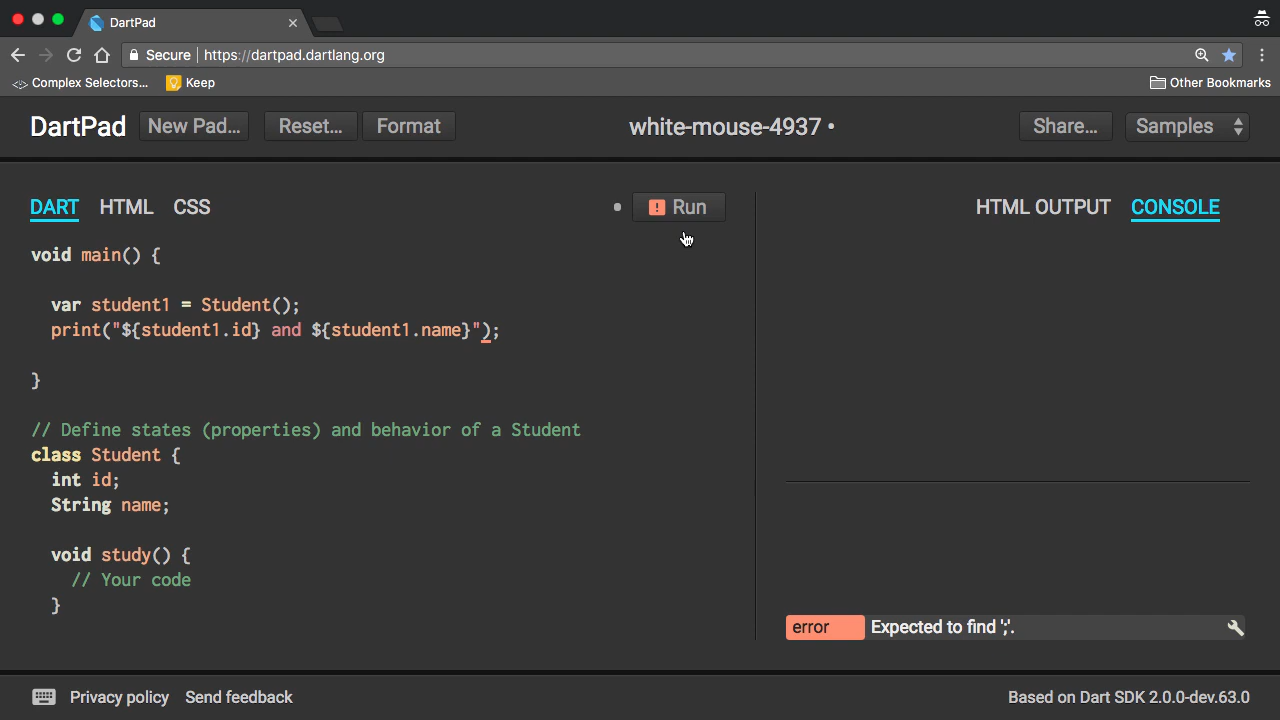 DartPad
Secure https://dartpad.dartlang.org
Complex Selectors... Keep Other Bookmarks
DartPad New Pad... Reset... Format white-mouse-4937 • Share... Samples
DART HTML CSS Run HTML OUTPUT CONSOLE
void main() {
var student1 = Student();
print("${student1.id} and ${student1.name}");
}
// Define states (properties) and behavior of a Student
class Student {
int id;
String name;
void study() {
// Your code
}
error Expected to find ';'.
Privacy policy Send feedback Based on Dart SDK 2.0.0-dev.63.0